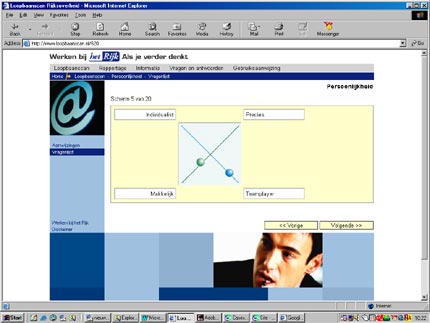 Loopbaanscan Rijksoverheid - Microsoft Internet Explorer
File Edit View Favorites Tools Help
Back Forward Stop Refresh Home Search Favorites Media History Mail Print Edit Messenger
Address http://www.loopbaanscan.nl/920
Go
Werken bij het Rijk Als je verder denkt
Loopbaanscan Rapportage Informatie Vragen en antwoorden Gebruiksaanwijzing
Home Loopbaanscan - Persoonlijkheid - Vragenlijst
Persoonlijkheid
Scherm 5 van 20
Individualist
Precies
Makkelijk
Teamplayer
Aanwijzingen
Vragenlijst
Werken bij het Rijk
Disclaimer
<< Vorige
Volgende >>
Internet
Start
10:22